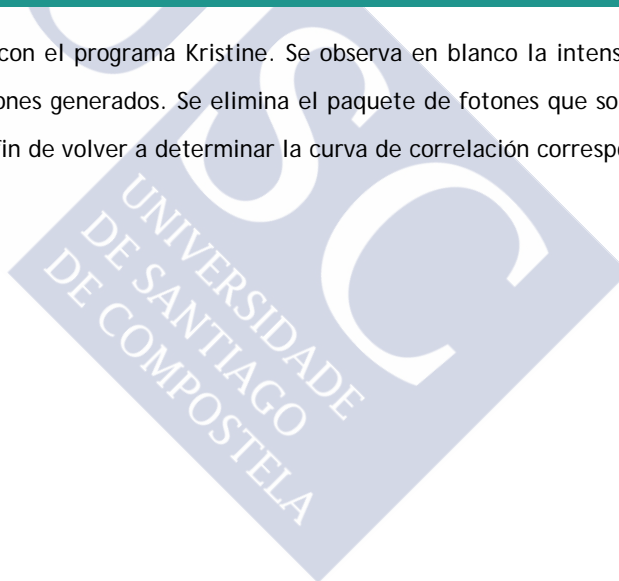 con el programa Kristine. Se observa en blanco la intens
ones generados. Se elimina el paquete de fotones que so
fin de volver a determinar la curva de correlación correspo
USC
UNIVERSIDADE
DE SANTIAGO
DE COMPOSTELA